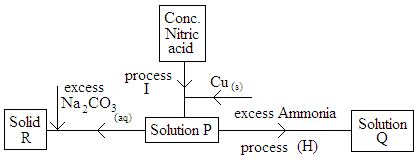 Conc.
Nitric
acid
process
I
Cu (s)
excess
Na2CO3 (aq)
excess Ammonia
Solid
R
Solution P
Solution
Q
process (H)